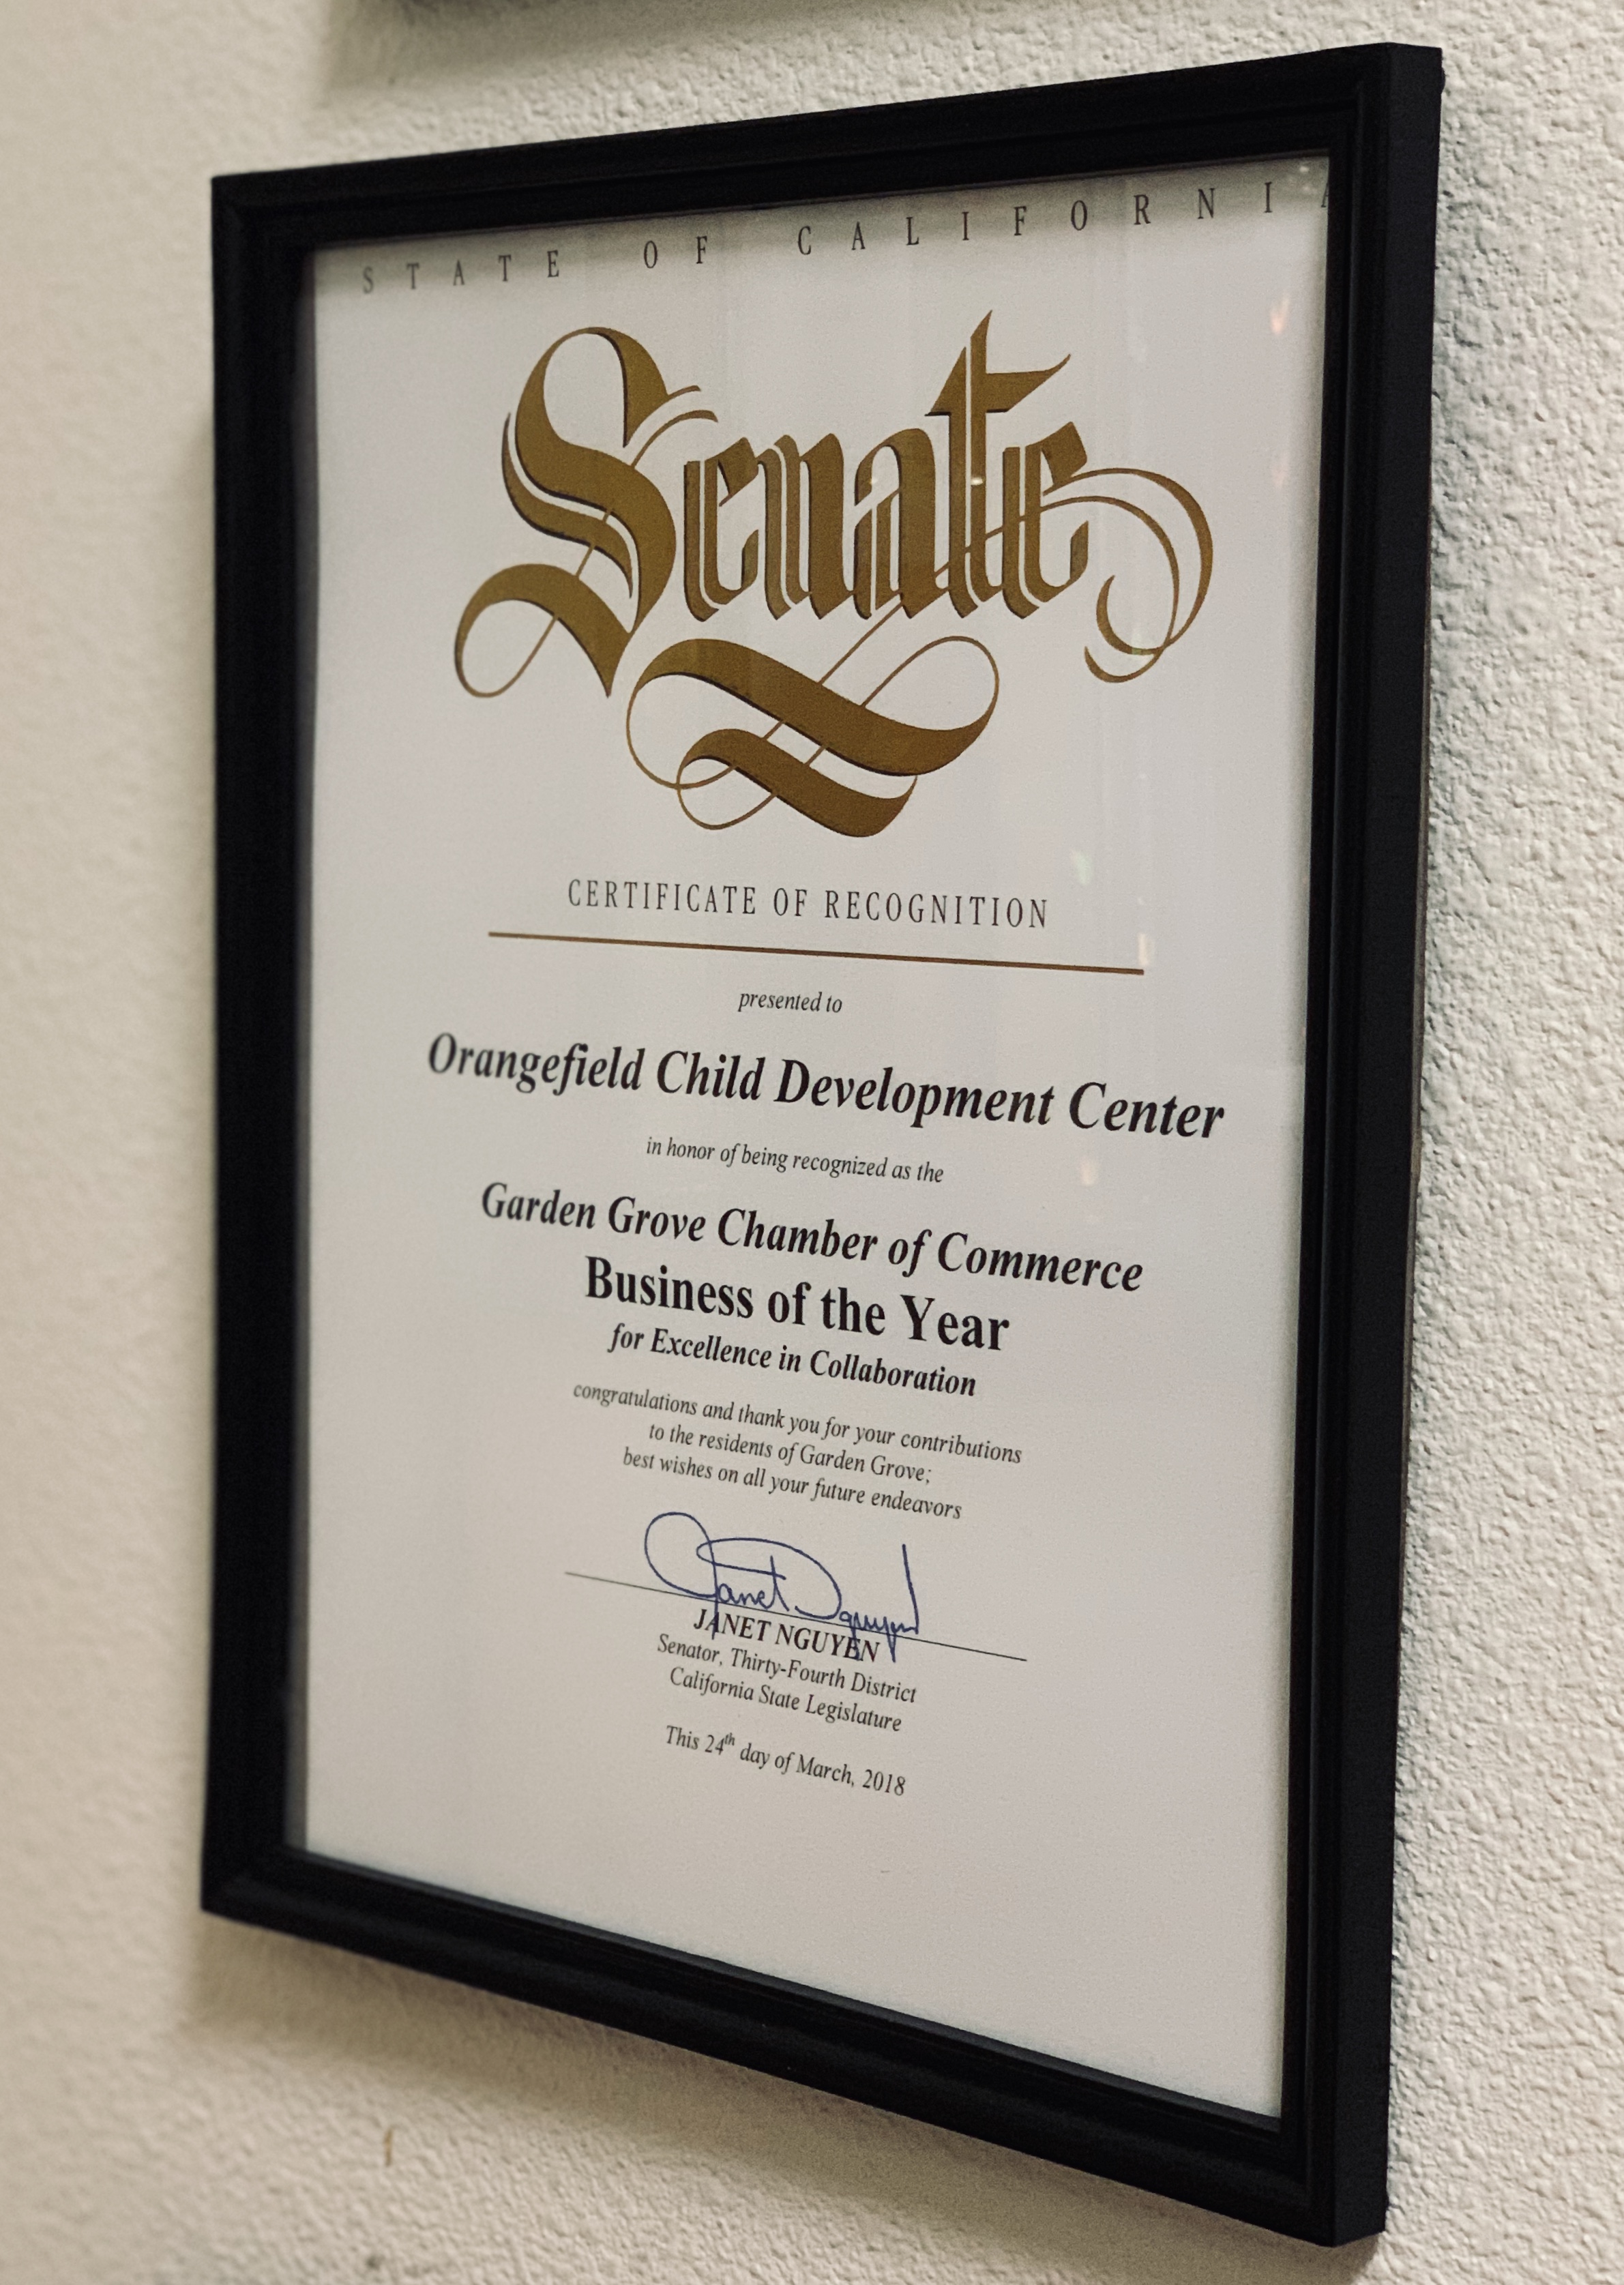 STATE OF CALIFORNIA
Senate
CERTIFICATE OF RECOGNITION
presented to
Orangefield Child Development Center
in honor of being recognized as the
Garden Grove Chamber of Commerce
Business of the Year
for Excellence in Collaboration
congratulations and thank you for your contributions
to the residents of Garden Grove;
best wishes on all your future endeavors
Janet Nguyen
JANET NGUYEN
Senator, Thirty-Fourth District
California State Legislature
This 24th day of March, 2018